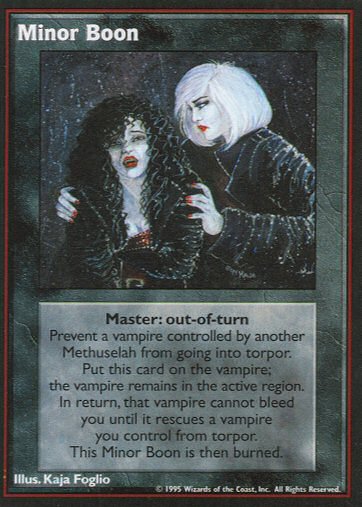 Minor Boon
Master: out-of-turn
Prevent a vampire controlled by another
Methuselah from going into torpor.
Put this card on the vampire;
the vampire remains in the active region.
In return, that vampire cannot bleed
you until it rescues a vampire
you control from torpor.
This Minor Boon is then burned.
Illus. Kaja Foglio
© 1995 Wizards of the Coast, Inc. All Rights Reserved.